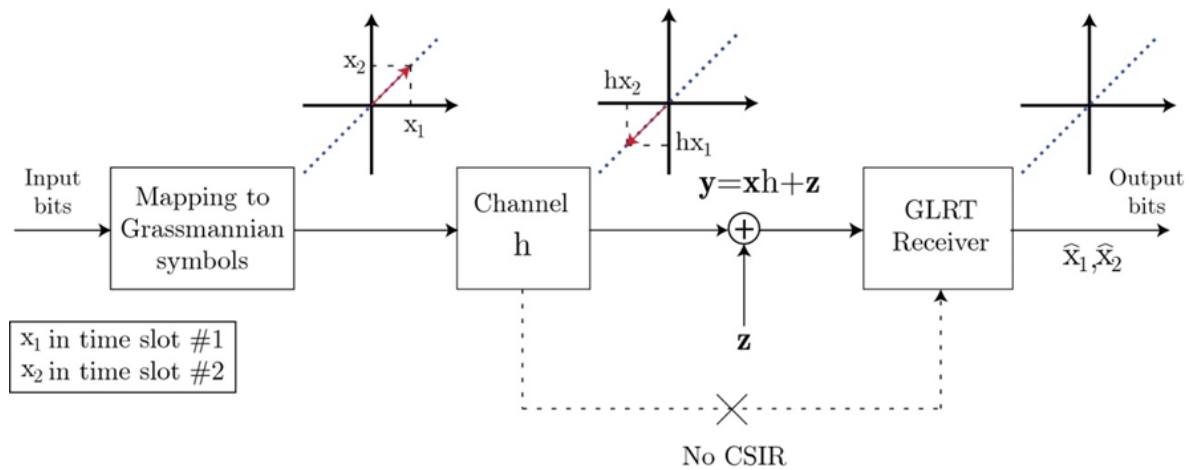 x₂
x₁
hx₂
hx₁
Input
bits
Mapping to
Grassmannian
symbols
Channel
h
y=xh+z
+
z
GLRT
Receiver
Output
bits
x̂₁,x̂₂
x₁ in time slot #1
x₂ in time slot #2
No CSIR